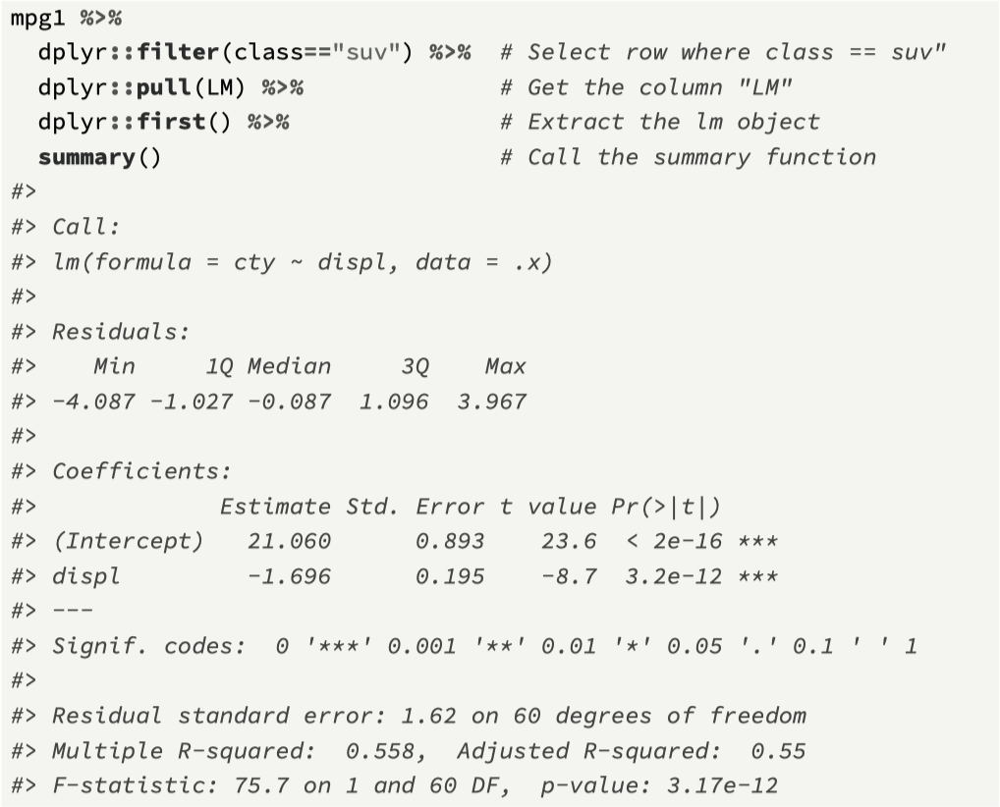 mpg1 %>%
  dplyr::filter(class=="suv") %>%  # Select row where class == suv"
  dplyr::pull(LM) %>%              # Get the column "LM"
  dplyr::first() %>%               # Extract the lm object
  summary()                        # Call the summary function
#>
#> Call:
#> lm(formula = cty ~ displ, data = .x)
#>
#> Residuals:
#>    Min     1Q Median     3Q    Max
#> -4.087 -1.027 -0.087  1.096  3.967
#>
#> Coefficients:
#>             Estimate Std. Error t value Pr(>|t|)
#> (Intercept)   21.060      0.893    23.6  < 2e-16 ***
#> displ         -1.696      0.195    -8.7  3.2e-12 ***
#> ---
#> Signif. codes:  0 '***' 0.001 '**' 0.01 '*' 0.05 '.' 0.1 ' ' 1
#>
#> Residual standard error: 1.62 on 60 degrees of freedom
#> Multiple R-squared:  0.558,  Adjusted R-squared:  0.55
#> F-statistic: 75.7 on 1 and 60 DF,  p-value: 3.17e-12